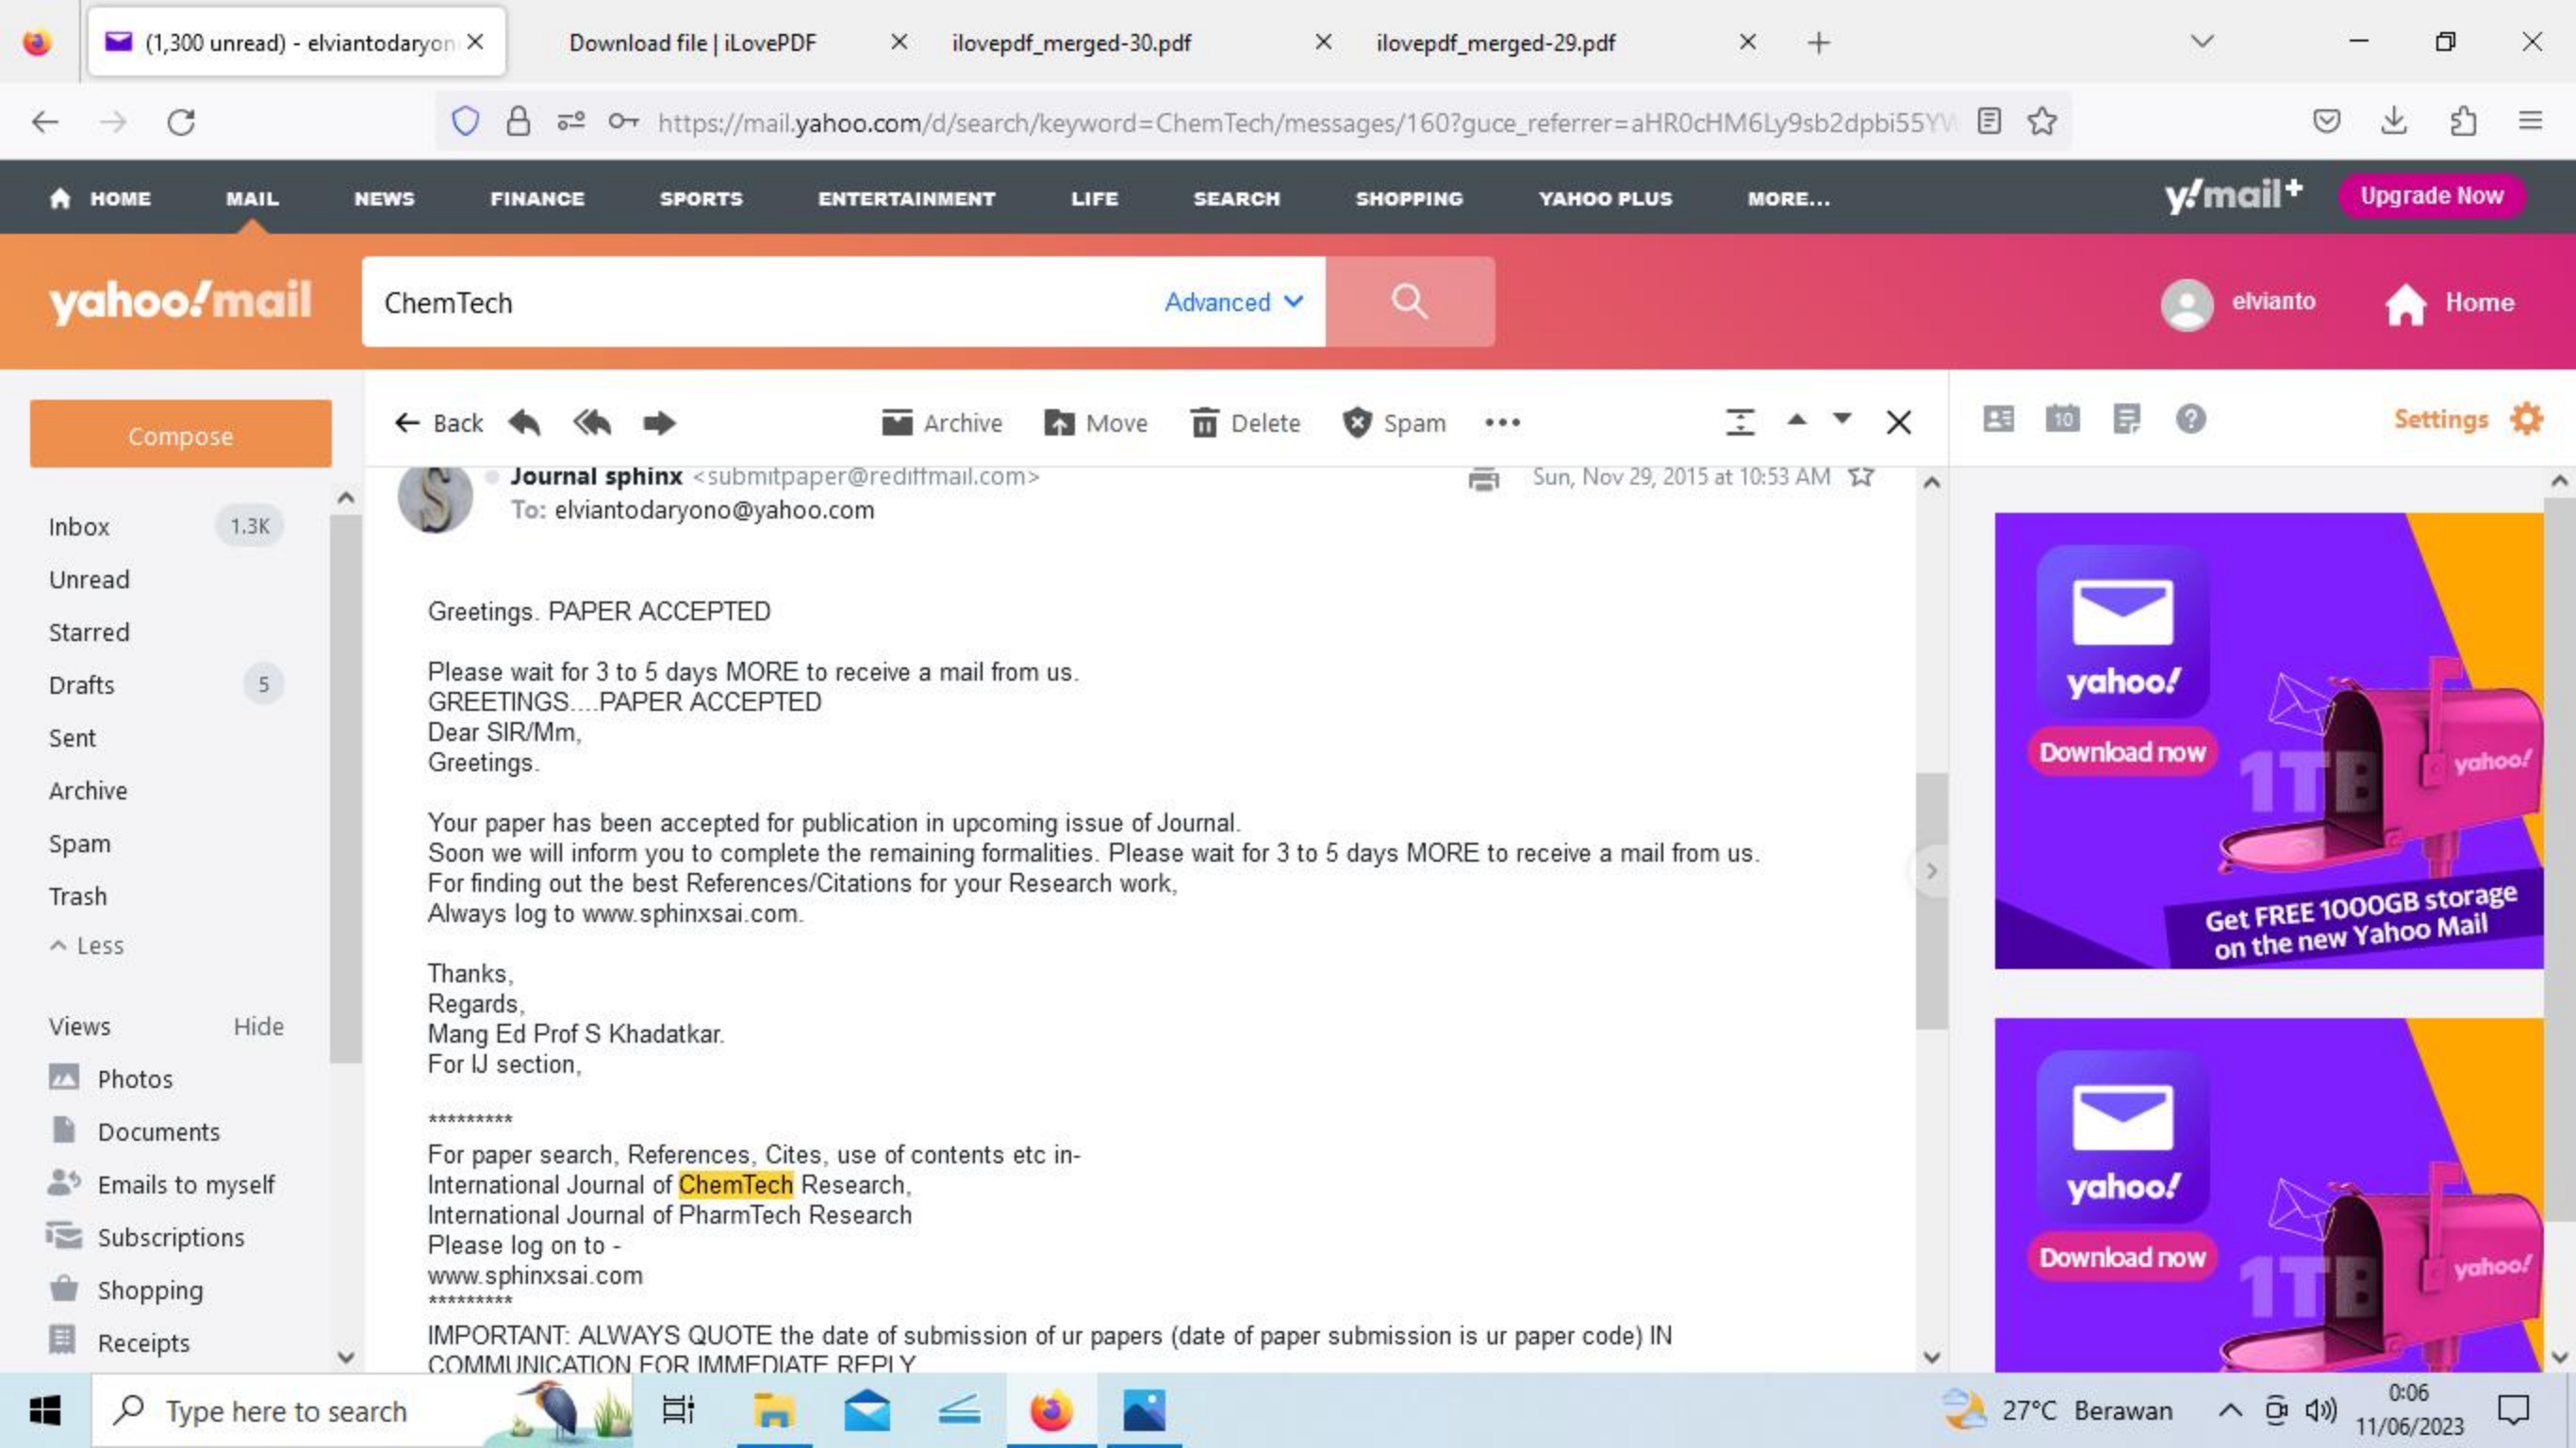 (1,300 unread) - elviantodaryon
Download file | iLovePDF
ilovepdf_merged-30.pdf
ilovepdf_merged-29.pdf
https://mail.yahoo.com/d/search/keyword=ChemTech/messages/160?guce_referrer=aHR0cHM6Ly9sb2dpbi55YW
HOME MAIL NEWS FINANCE SPORTS ENTERTAINMENT LIFE SEARCH SHOPPING YAHOO PLUS MORE...
y!mail+ Upgrade Now
yahoo!mail
ChemTech Advanced
elvianto Home
Compose
Back Archive Move Delete Spam
10
Settings
Inbox 1.3K
Unread
Starred
Drafts 5
Sent
Archive
Spam
Trash
Less
Views Hide
Photos
Documents
Emails to myself
Subscriptions
Shopping
Receipts
S
Journal sphinx <submitpaper@rediffmail.com> Sun, Nov 29, 2015 at 10:53 AM
To: elviantodaryono@yahoo.com
Greetings. PAPER ACCEPTED
Please wait for 3 to 5 days MORE to receive a mail from us.
GREETINGS....PAPER ACCEPTED
Dear SIR/Mm,
Greetings.
Your paper has been accepted for publication in upcoming issue of Journal.
Soon we will inform you to complete the remaining formalities. Please wait for 3 to 5 days MORE to receive a mail from us.
For finding out the best References/Citations for your Research work,
Always log to www.sphinxsai.com.
Thanks,
Regards,
Mang Ed Prof S Khadatkar.
For IJ section,
*********
For paper search, References, Cites, use of contents etc in-
International Journal of ChemTech Research,
International Journal of PharmTech Research
Please log on to -
www.sphinxsai.com
*********
IMPORTANT: ALWAYS QUOTE the date of submission of ur papers (date of paper submission is ur paper code) IN
COMMUNICATION FOR IMMEDIATE REPLY
yahoo!
Download now
1TB
yahoo!
Get FREE 1000GB storage
on the new Yahoo Mail
yahoo!
Download now
1TB
yahoo!
Type here to search
27°C Berawan
0:06
11/06/2023